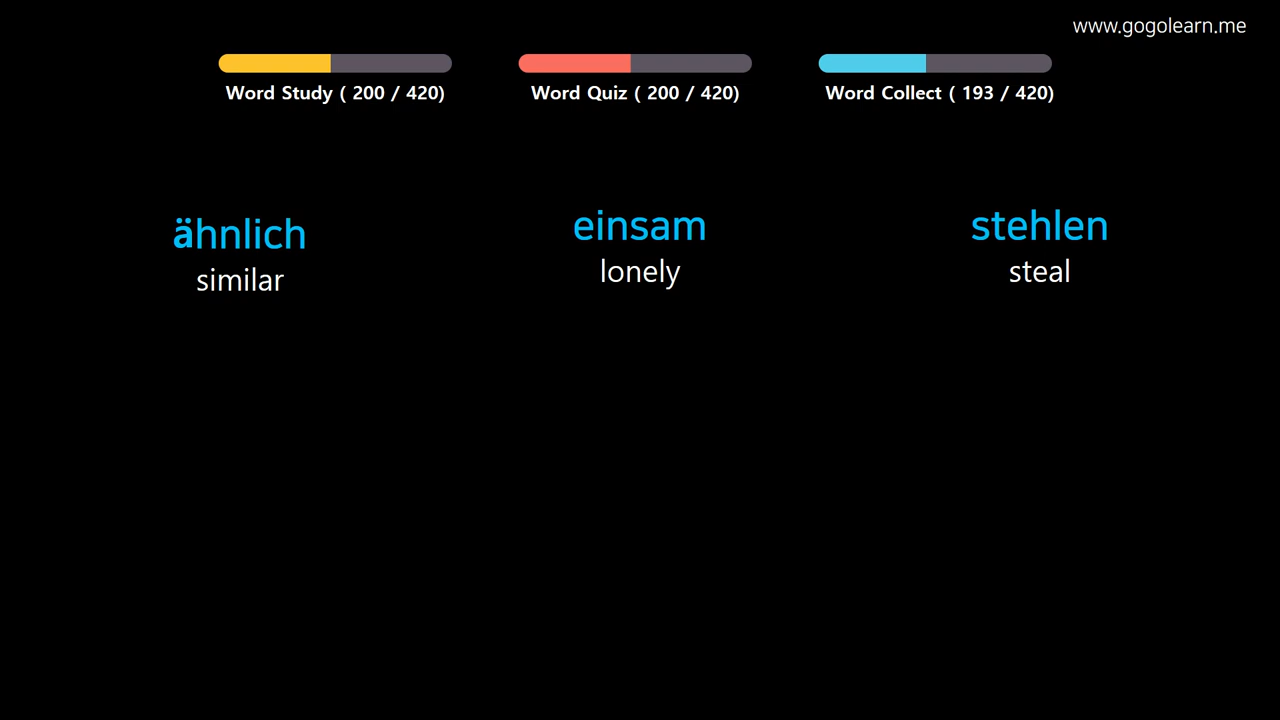 www.gogolearn.me
Word Study ( 200 / 420)
Word Quiz ( 200 / 420)
Word Collect ( 193 / 420)
ähnlich
similar
einsam
lonely
stehlen
steal